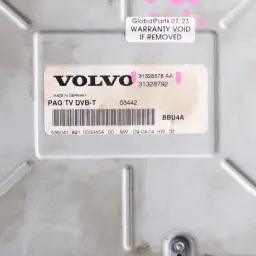 GlobalParts 07/23
WARRANTY VOID
IF REMOVED
VOLVO
31328578 AA
31328792
MADE IN GERMANY
PAG TV DVB-T 03442
BBU4A